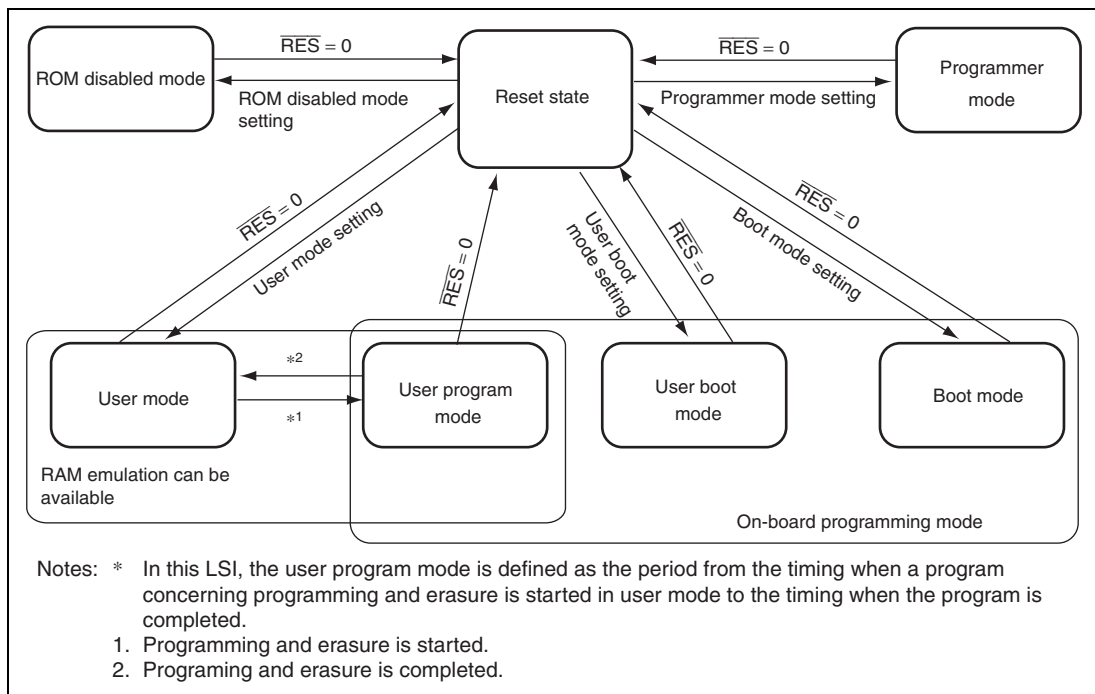 RES = 0
RES = 0
ROM disabled mode
Reset state
Programmer
mode
ROM disabled mode
setting
Programmer mode setting
RES = 0
User mode setting
RES = 0
User boot
mode setting
RES = 0
Boot mode setting
RES = 0
*2
User mode
*1
User program
mode
User boot
mode
Boot mode
RAM emulation can be
available
On-board programming mode
Notes: * In this LSI, the user program mode is defined as the period from the timing when a program
concerning programming and erasure is started in user mode to the timing when the program is
completed.
1. Programming and erasure is started.
2. Programing and erasure is completed.